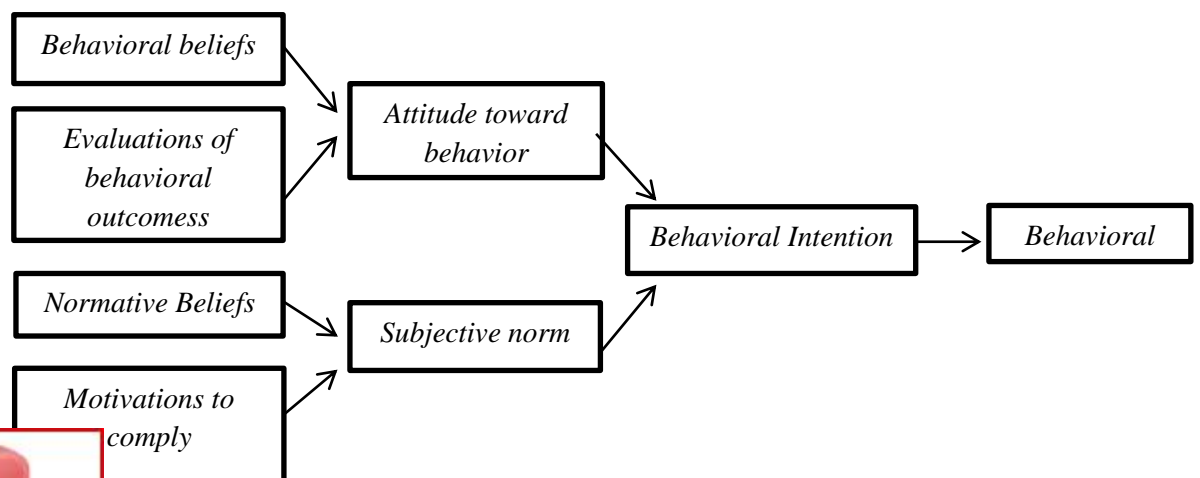 Behavioral beliefs
Evaluations of
behavioral
outcomess
Attitude toward
behavior
Behavioral Intention
Behavioral
Normative Beliefs
Subjective norm
Motivations to
comply